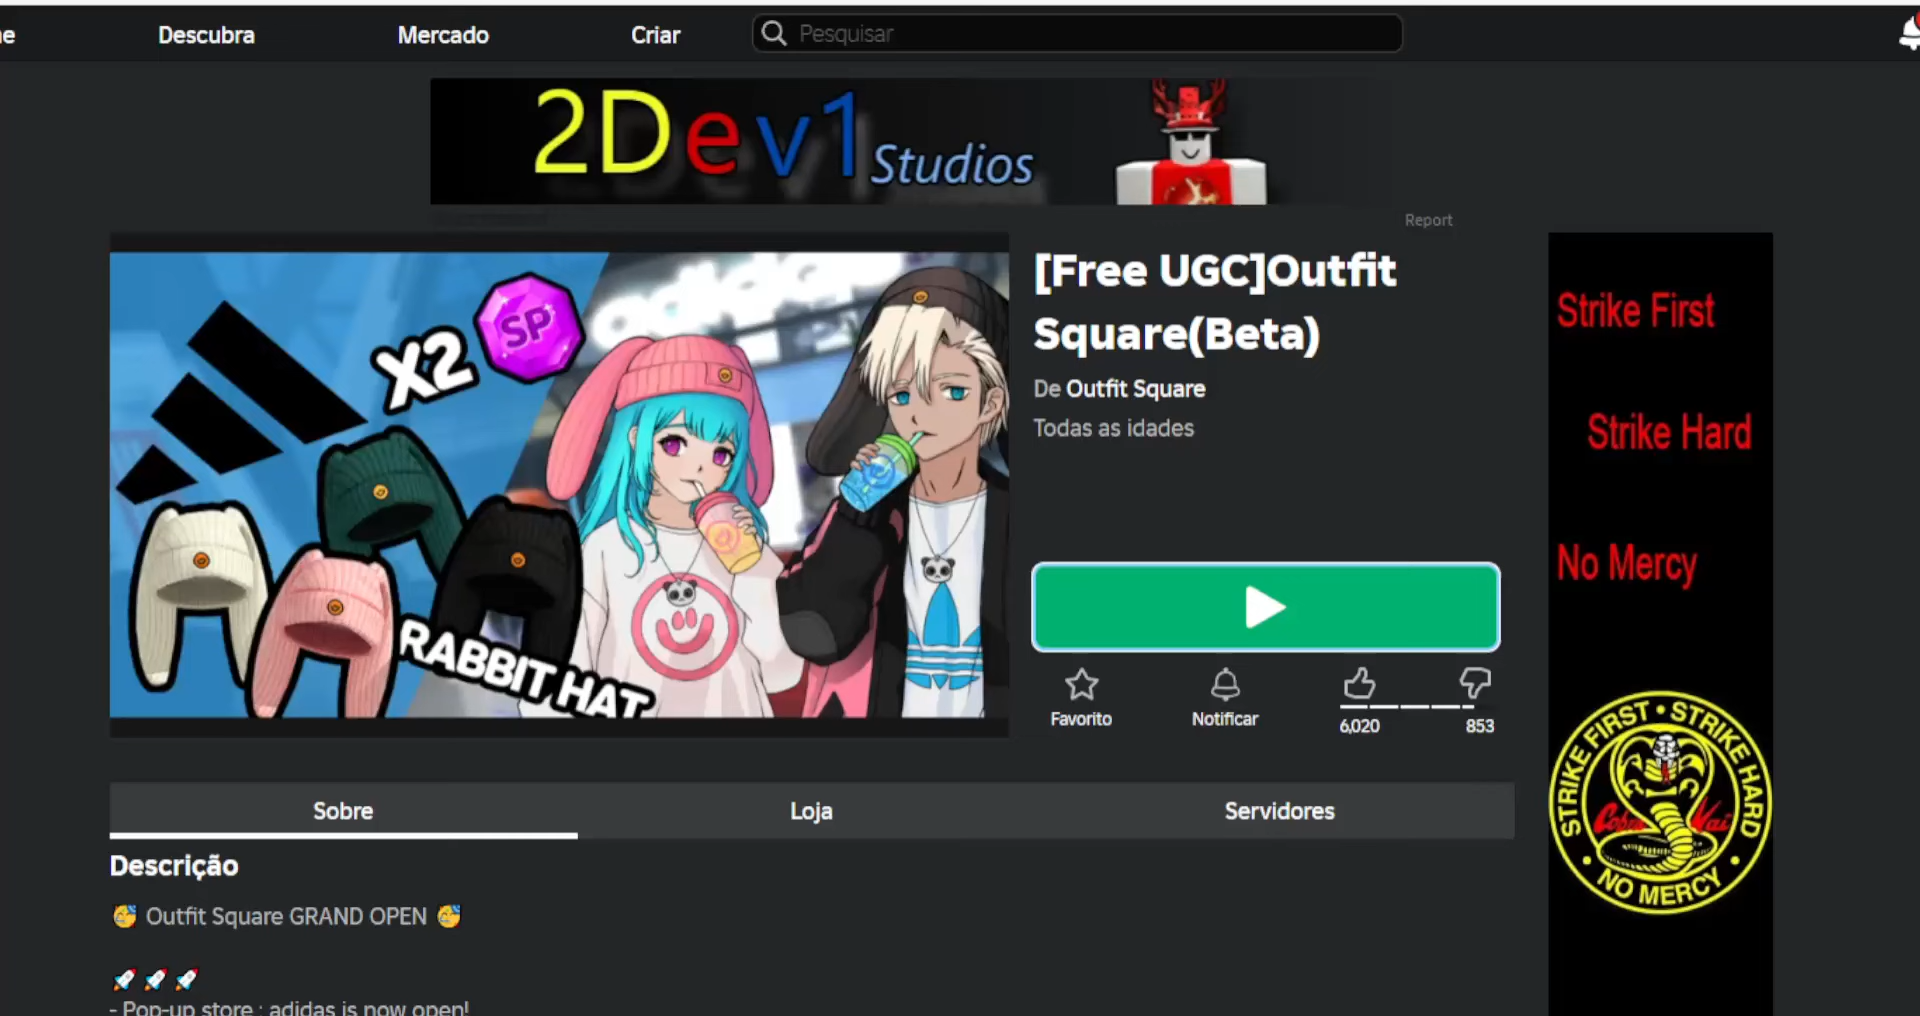 Descubra
Mercado
Criar
Pesquisar
2Dev1 Studios
Report
X2
SP
RABBIT HAT
[Free UGC]Outfit
Square(Beta)
De Outfit Square
Todas as idades
Favorito
Notificar
6,020
853
Strike First
Strike Hard
No Mercy
STRIKE FIRST • STRIKE HARD • NO MERCY •
Cobra Kai
Sobre
Loja
Servidores
Descrição
🥳 Outfit Square GRAND OPEN 🥳
🚀 🚀 🚀
- Pop-up store : adidas is now open!